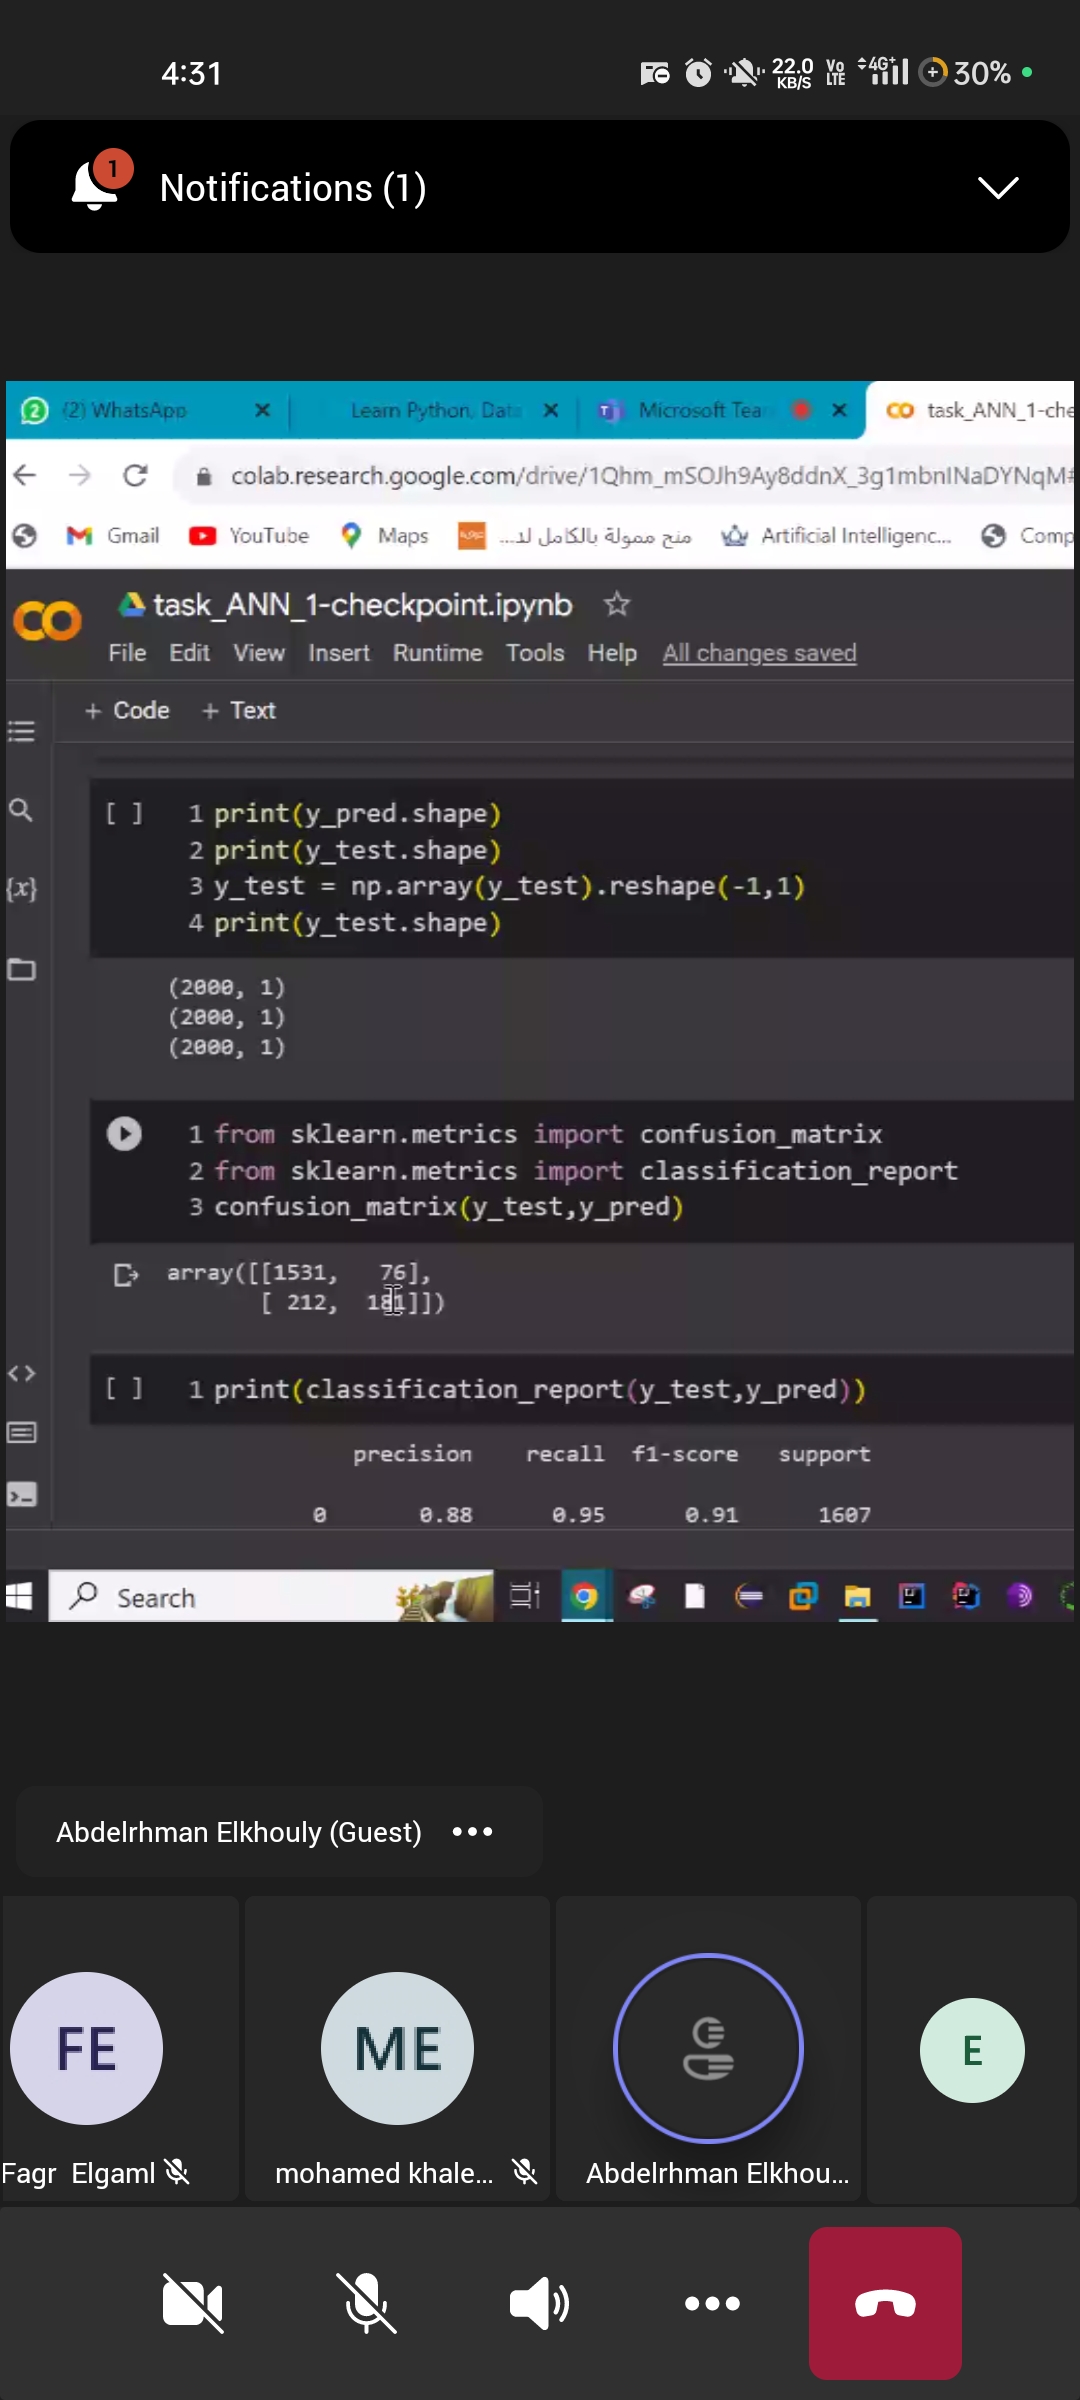 4:31
22.0 KB/S
Vo LTE
4G+
30%
1
Notifications (1)
2
(2) WhatsApp
Learn Python, Data
Microsoft Tea
task_ANN_1-che
colab.research.google.com/drive/1Qhm_mSOJh9Ay8ddnX_3g1mbnINaDYNqM#
Gmail
YouTube
Maps
منح ممولة بالكامل لد...
Artificial Intelligenc...
Comp
task_ANN_1-checkpoint.ipynb
File Edit View Insert Runtime Tools Help All changes saved
+ Code + Text
{x}
[ ]
1 print(y_pred.shape)
2 print(y_test.shape)
3 y_test = np.array(y_test).reshape(-1,1)
4 print(y_test.shape)
(2000, 1)
(2000, 1)
(2000, 1)
1 from sklearn.metrics import confusion_matrix
2 from sklearn.metrics import classification_report
3 confusion_matrix(y_test,y_pred)
array([[1531, 76],
[ 212, 181]])
[ ] 1 print(classification_report(y_test,y_pred))
precision recall f1-score support
0 0.88 0.95 0.91 1607
Search
Abdelrhman Elkhouly (Guest)
FE
ME
E
Fagr Elgaml
mohamed khale...
Abdelrhman Elkhou...